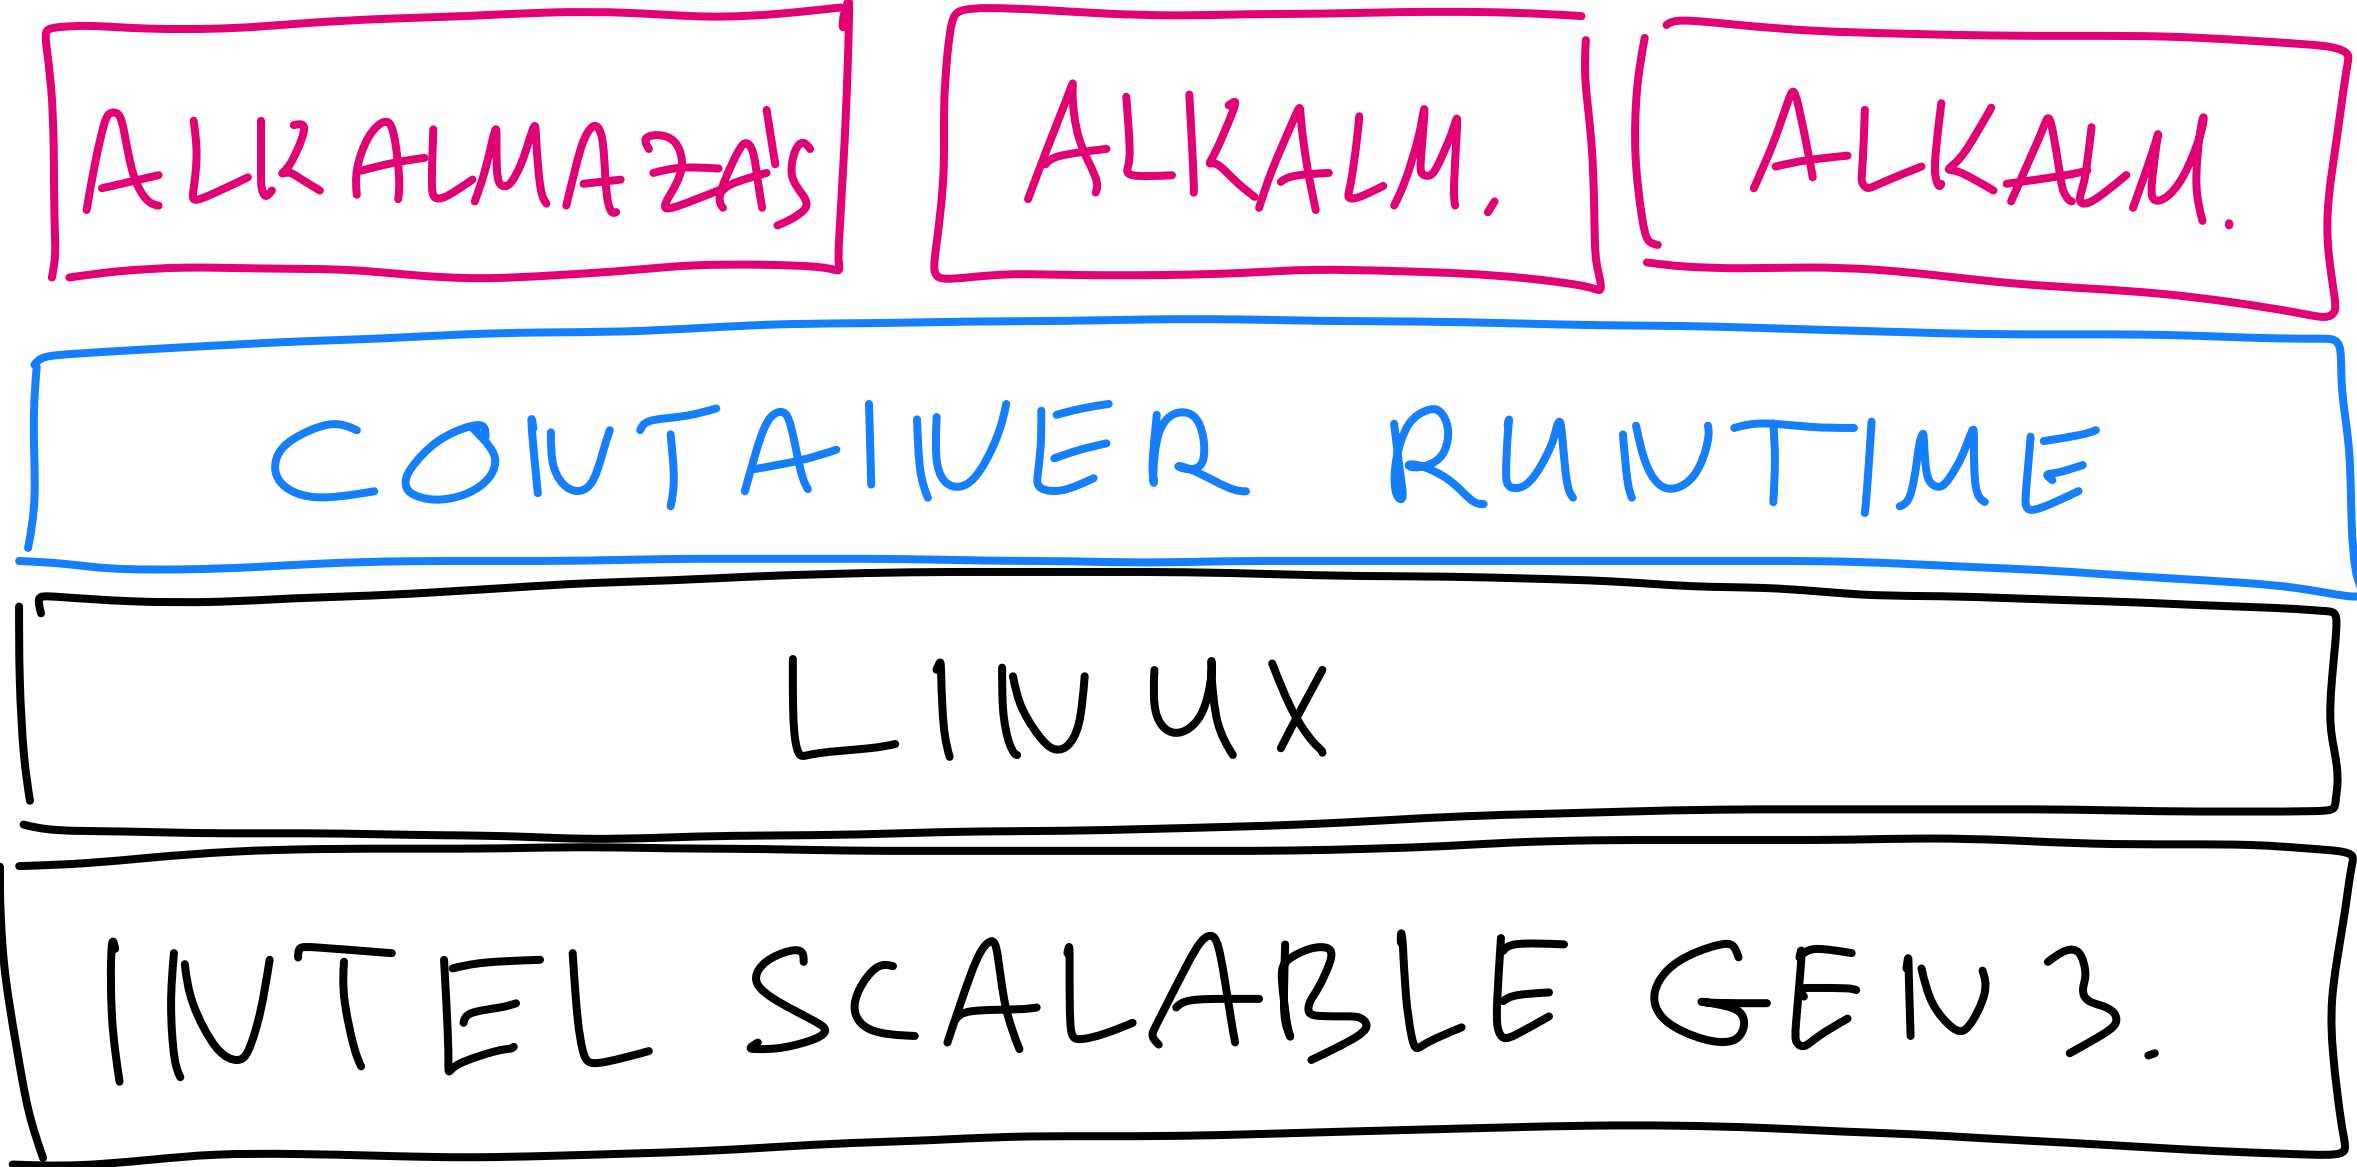 ALKALMAZÁS
ALKALM.
ALKALM.
CONTAINER RUNTIME
LINUX
INTEL SCALABLE GEN 3.